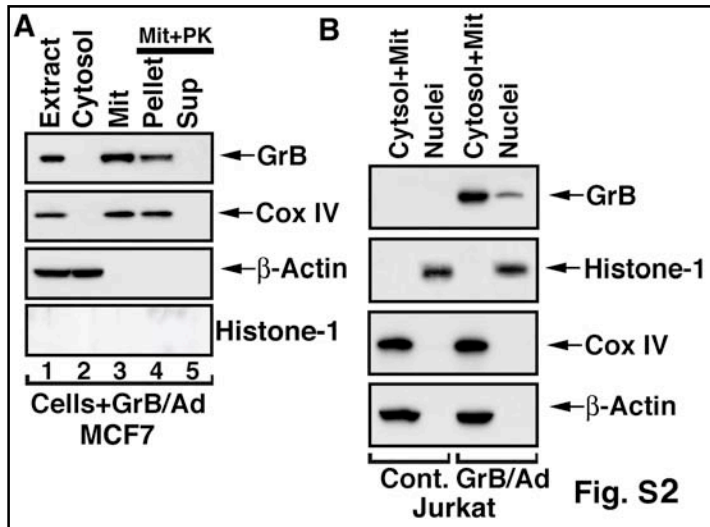 A
Mit+PK
Extract
Cytosol
Mit
Pellet
Sup
GrB
Cox IV
β-Actin
Histone-1
1 2 3 4 5
Cells+GrB/Ad
MCF7
B
Cytsol+Mit
Nuclei
Cytosol+Mit
Nuclei
GrB
Histone-1
Cox IV
β-Actin
Cont. GrB/Ad
Jurkat
Fig. S2